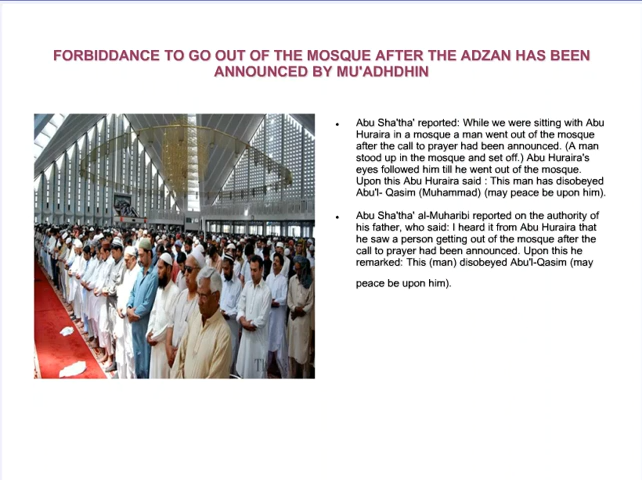 FORBIDDANCE TO GO OUT OF THE MOSQUE AFTER THE ADZAN HAS BEEN
ANNOUNCED BY MU'ADHDHIN
• Abu Sha'tha' reported: While we were sitting with Abu
Huraira in a mosque a man went out of the mosque
after the call to prayer had been announced. (A man
stood up in the mosque and set off.) Abu Huraira's
eyes followed him till he went out of the mosque.
Upon this Abu Huraira said : This man has disobeyed
Abu'l- Qasim (Muhammad) (may peace be upon him).
• Abu Sha'tha' al-Muharibi reported on the authority of
his father, who said: I heard it from Abu Huraira that
he saw a person getting out of the mosque after the
call to prayer had been announced. Upon this he
remarked: This (man) disobeyed Abu'l-Qasim (may
peace be upon him).